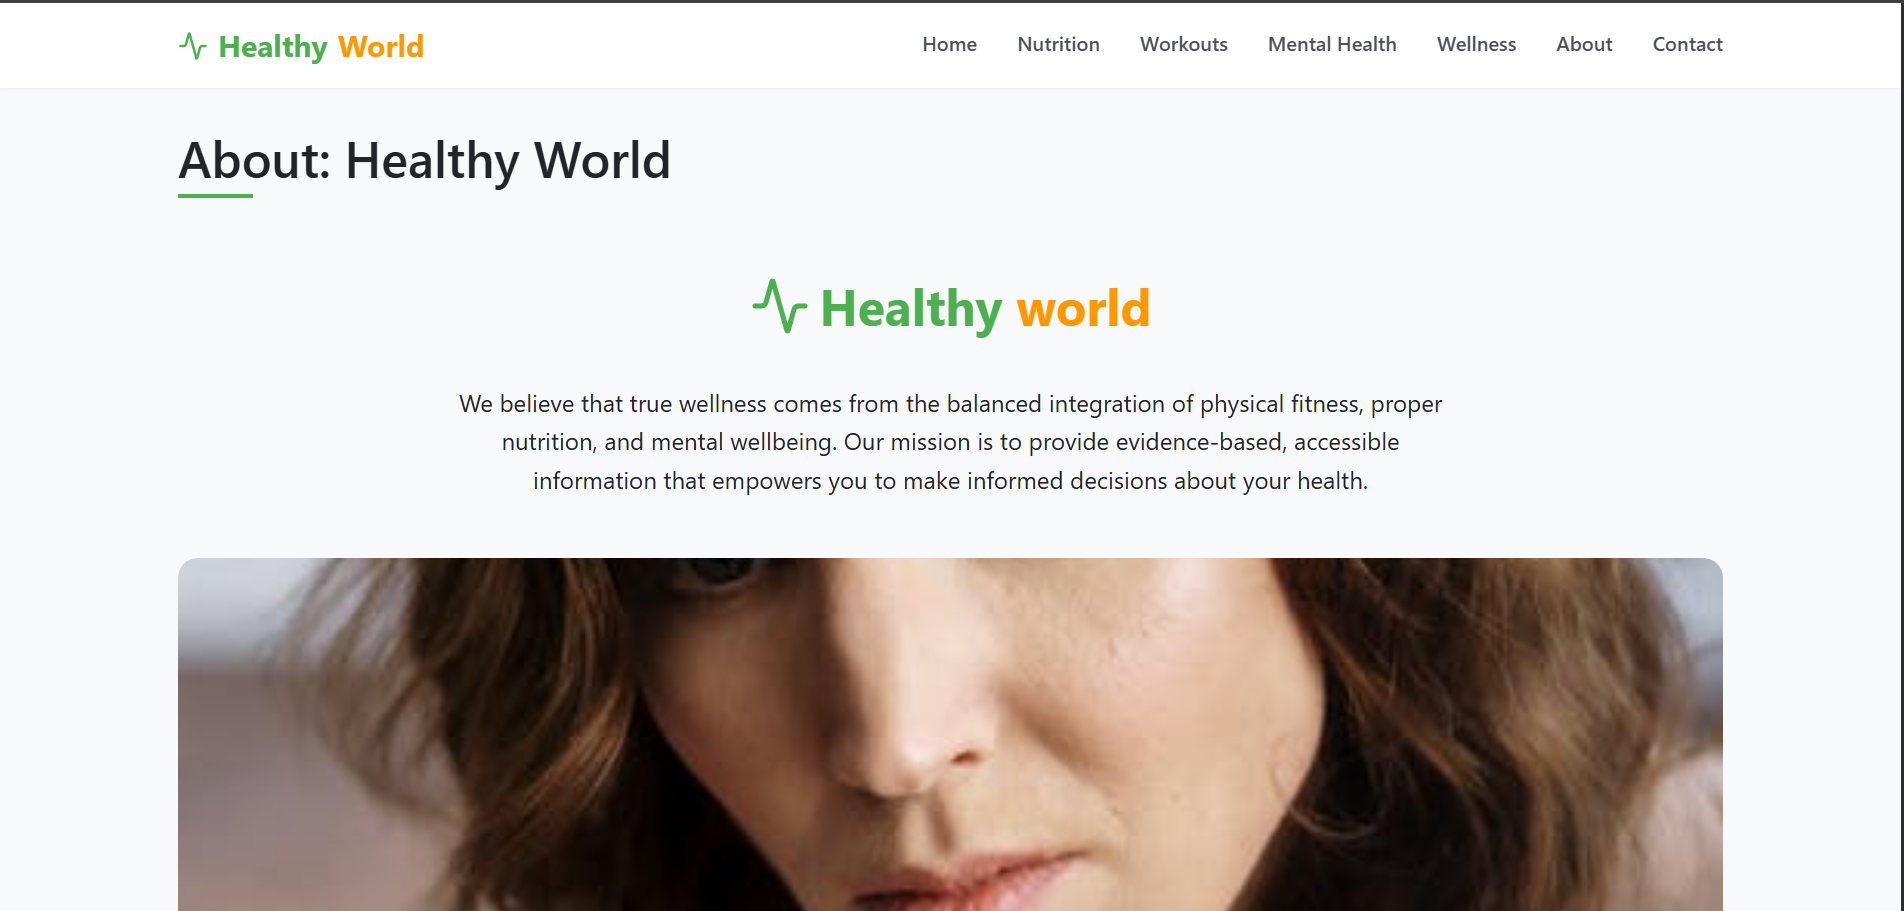 Healthy World
Home Nutrition Workouts Mental Health Wellness About Contact
About: Healthy World
Healthy world
We believe that true wellness comes from the balanced integration of physical fitness, proper
nutrition, and mental wellbeing. Our mission is to provide evidence-based, accessible
information that empowers you to make informed decisions about your health.